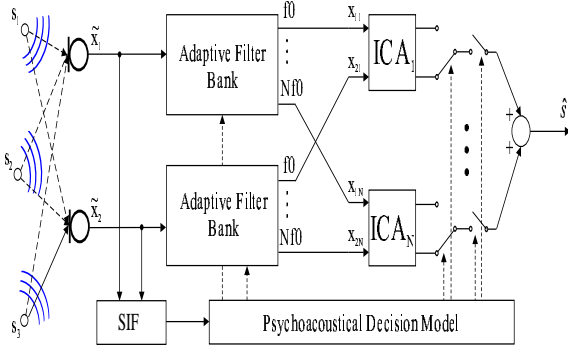 s1
x̃1
Adaptive Filter
Bank
f0
Nf0
x11
x21
ICA1
s2
x̃2
Adaptive Filter
Bank
f0
Nf0
x1N
x2N
ICAN
+
+
ŝ
s3
SIF
Psychoacoustical Decision Model